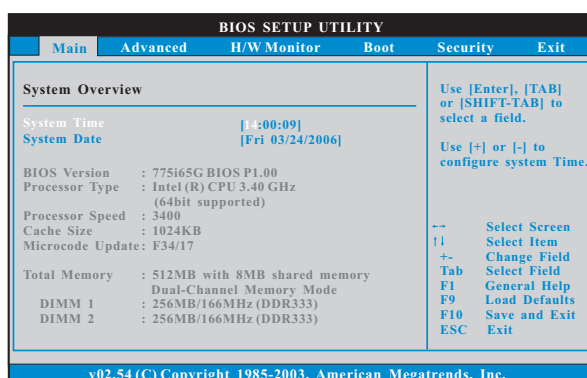 BIOS SETUP UTILITY
Main Advanced H/W Monitor Boot Security Exit
System Overview
System Time [14:00:09]
System Date [Fri 03/24/2006]
BIOS Version : 775i65G BIOS P1.00
Processor Type : Intel (R) CPU 3.40 GHz
(64bit supported)
Processor Speed : 3400
Cache Size : 1024KB
Microcode Update : F34/17
Total Memory : 512MB with 8MB shared memory
Dual-Channel Memory Mode
DIMM 1 : 256MB/166MHz (DDR333)
DIMM 2 : 256MB/166MHz (DDR333)
Use [Enter], [TAB]
or [SHIFT-TAB] to
select a field.
Use [+] or [-] to
configure system Time.
←→ Select Screen
↑↓ Select Item
+- Change Field
Tab Select Field
F1 General Help
F9 Load Defaults
F10 Save and Exit
ESC Exit
v02.54 (C) Copyright 1985-2003, American Megatrends, Inc.